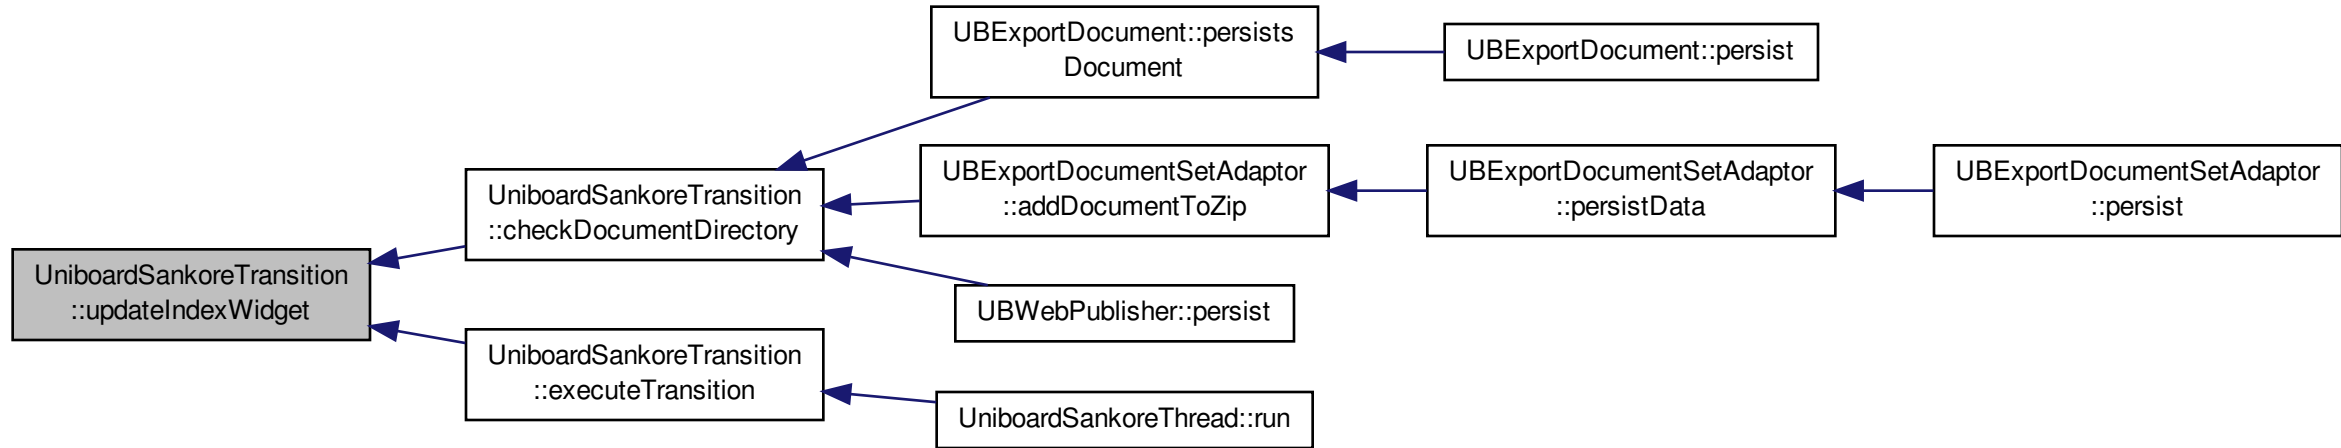 UBExportDocument::persists
Document
UBExportDocument::persist
UniboardSankoreTransition
::checkDocumentDirectory
UBExportDocumentSetAdaptor
::addDocumentToZip
UBExportDocumentSetAdaptor
::persistData
UBExportDocumentSetAdaptor
::persist
UniboardSankoreTransition
::updateIndexWidget
UBWebPublisher::persist
UniboardSankoreTransition
::executeTransition
UniboardSankoreThread::run